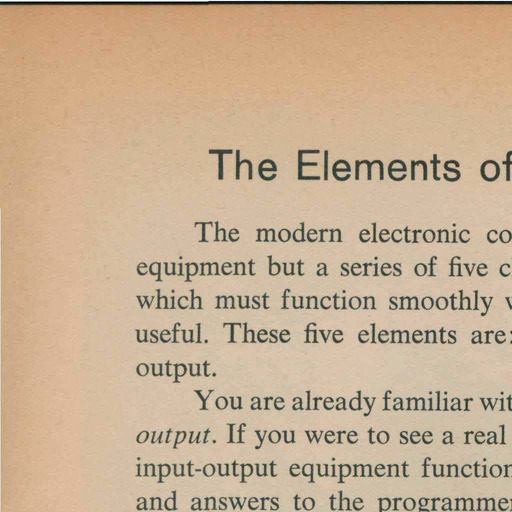 The Elements of
The modern electronic co
equipment but a series of five c
which must function smoothly
useful. These five elements are:
output.
You are already familiar wit
output. If you were to see a real
input-output equipment function
and answers to the programme